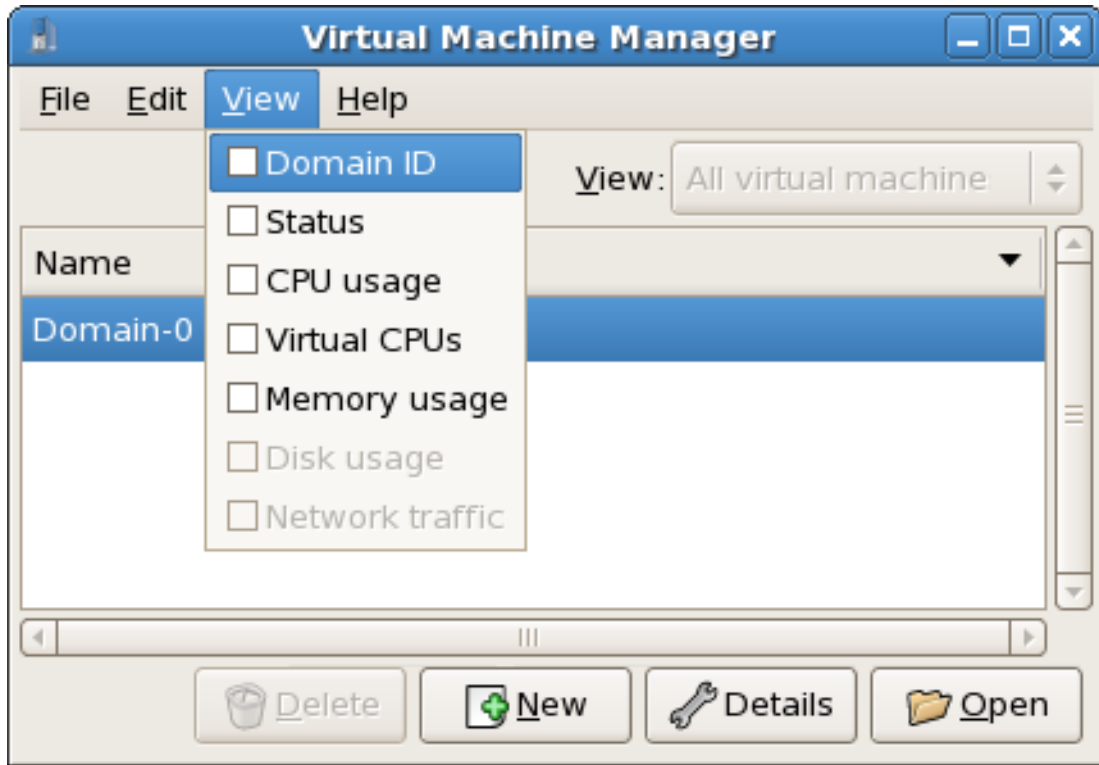 Virtual Machine Manager
File Edit View Help
Domain ID
View: All virtual machine
Status
Name
CPU usage
Domain-0
Virtual CPUs
Memory usage
Disk usage
Network traffic
Delete New Details Open